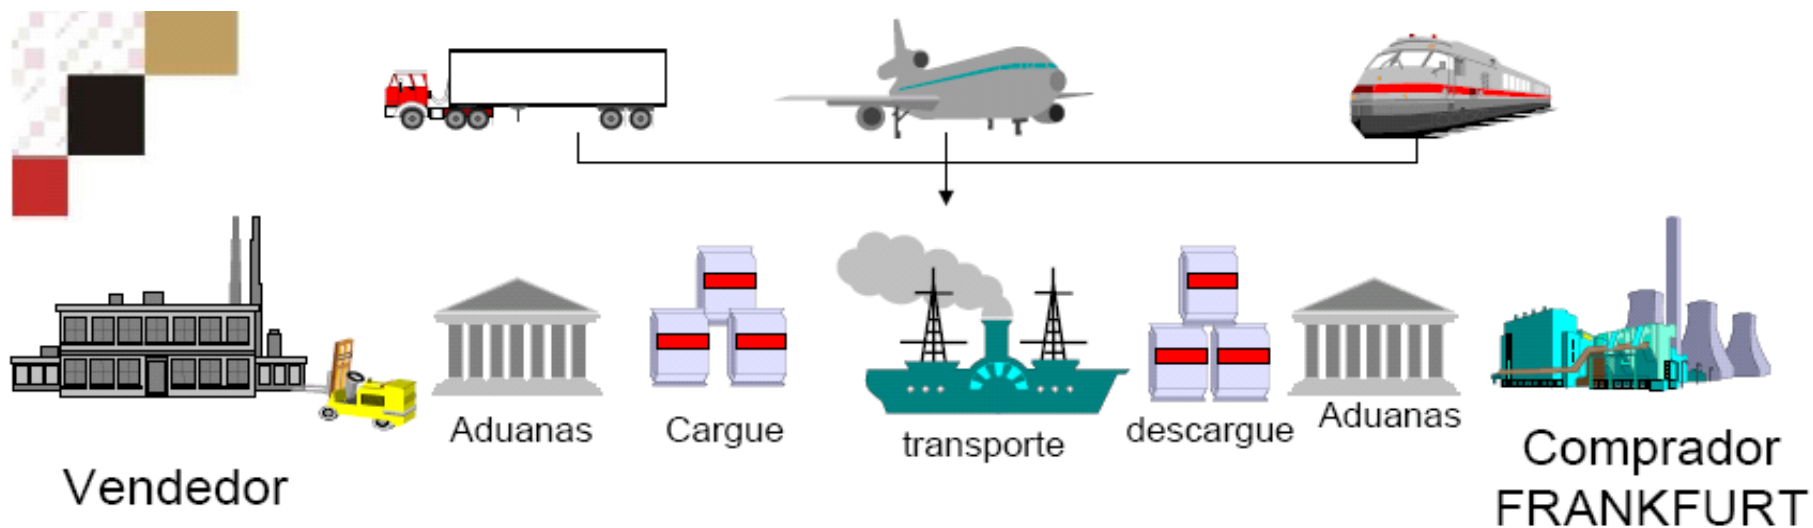 Vendedor
Aduanas
Cargue
transporte
descargue
Aduanas
Comprador
FRANKFURT